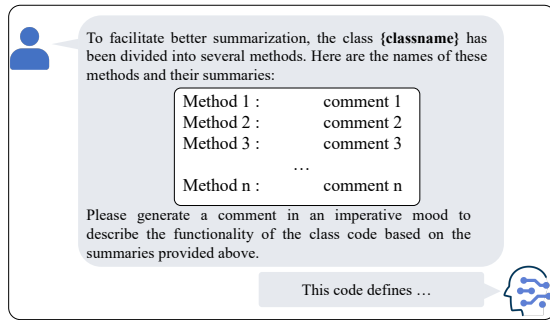 To facilitate better summarization, the class {classname} has
been divided into several methods. Here are the names of these
methods and their summaries:
Method 1 : comment 1
Method 2 : comment 2
Method 3 : comment 3
...
Method n : comment n
Please generate a comment in an imperative mood to
describe the functionality of the class code based on the
summaries provided above.
This code defines ...